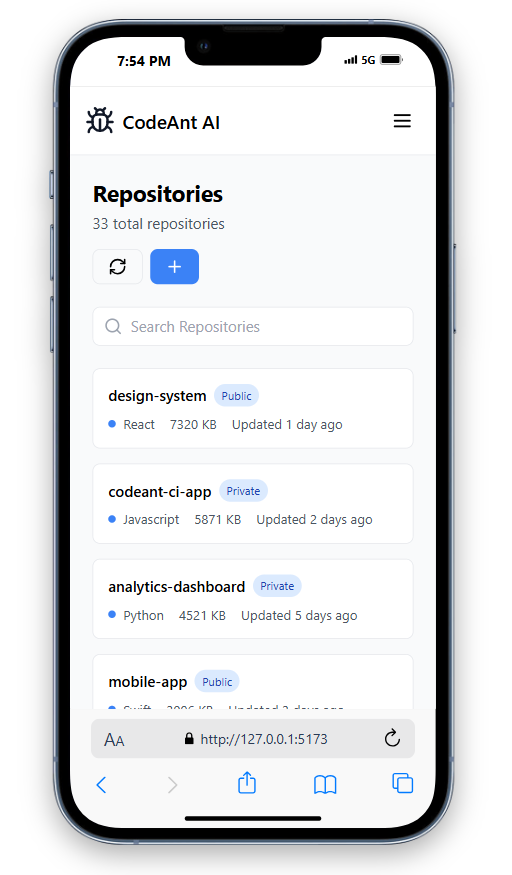 7:54 PM 5G
CodeAnt AI
Repositories
33 total repositories
Search Repositories
design-system Public
React 7320 KB Updated 1 day ago
codeant-ci-app Private
Javascript 5871 KB Updated 2 days ago
analytics-dashboard Private
Python 4521 KB Updated 5 days ago
mobile-app Public
AA http://127.0.0.1:5173